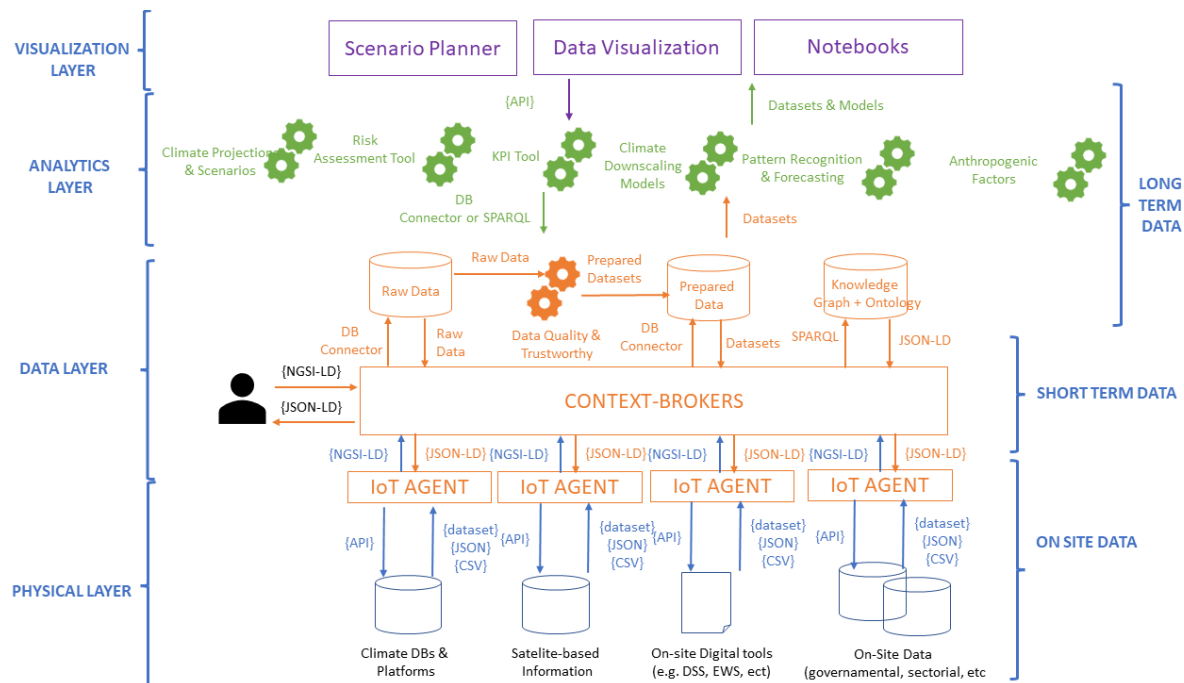 VISUALIZATION
LAYER
Scenario Planner
Data Visualization
Notebooks
{API}
Datasets & Models
ANALYTICS
LAYER
Climate Projection
& Scenarios
Risk
Assessment Tool
KPI Tool
Climate
Downscaling
Models
Pattern Recognition
& Forecasting
Anthropogenic
Factors
LONG
TERM
DATA
DB
Connector or SPARQL
Datasets
DATA LAYER
Raw Data
Raw Data
Prepared
Datasets
Prepared
Data
Knowledge
Graph + Ontology
DB
Connector
Raw
Data
Data Quality &
Trustworthy
DB
Connector
Datasets
SPARQL
JSON-LD
{NGSI-LD}
{JSON-LD}
CONTEXT-BROKERS
SHORT TERM DATA
{NGSI-LD}
{JSON-LD}
{NGSI-LD}
{JSON-LD}
{NGSI-LD}
{JSON-LD}
{NGSI-LD}
{JSON-LD}
IoT AGENT
IoT AGENT
IoT AGENT
IoT AGENT
{API}
{dataset}
{JSON}
{CSV}
{API}
{dataset}
{JSON}
{CSV}
{API}
{dataset}
{JSON}
{CSV}
{API}
{dataset}
{JSON}
{CSV}
ON SITE DATA
PHYSICAL LAYER
Climate DBs &
Platforms
Satelite-based
Information
On-site Digital tools
(e.g. DSS, EWS, ect)
On-Site Data
(governamental, sectorial, etc